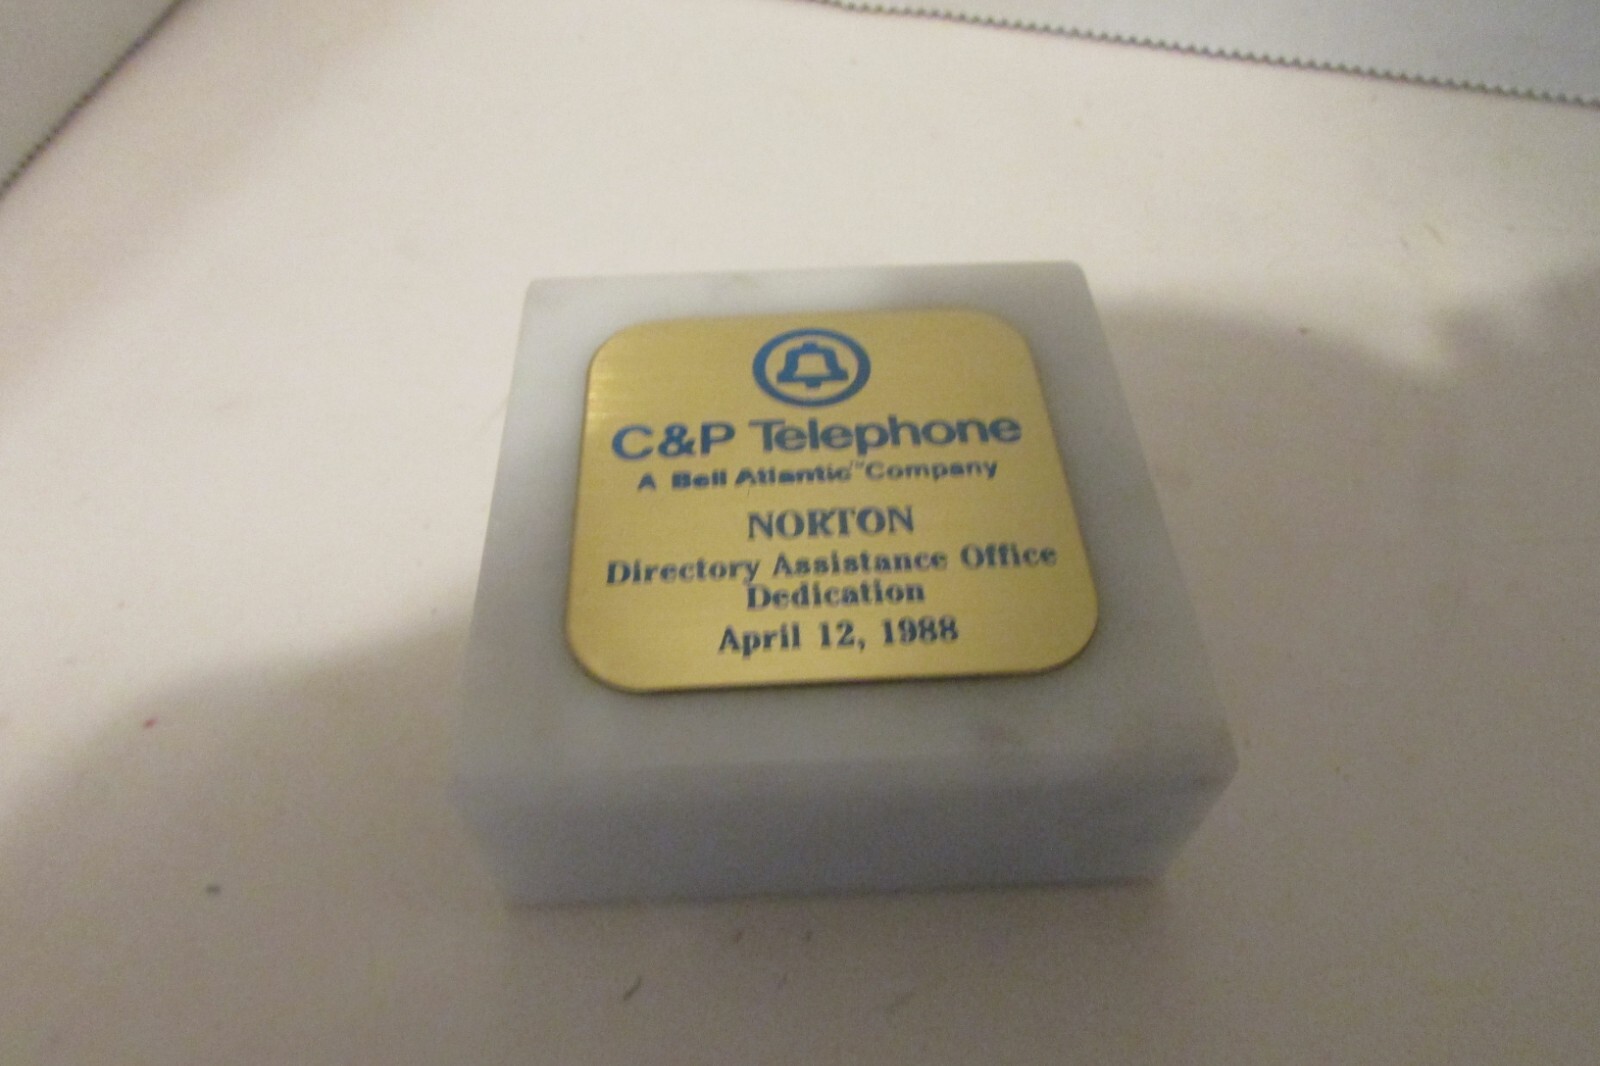 C&P Telephone
A Bell Atlantic™ Company
NORTON
Directory Assistance Office
Dedication
April 12, 1988